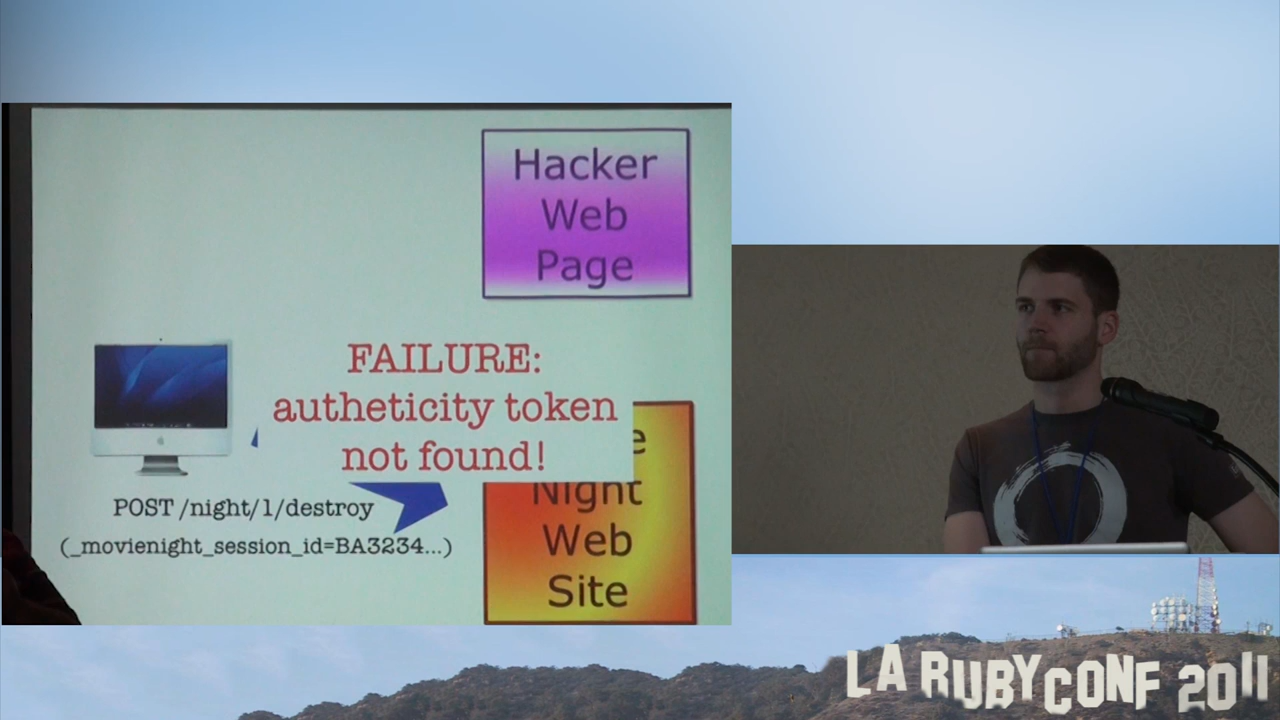 Hacker
Web
Page
FAILURE:
autheticity token
not found!
e
Night
Web
Site
POST /night/1/destroy
(_movienight_session_id=BA3234...)
LA RUBYCONF 2011